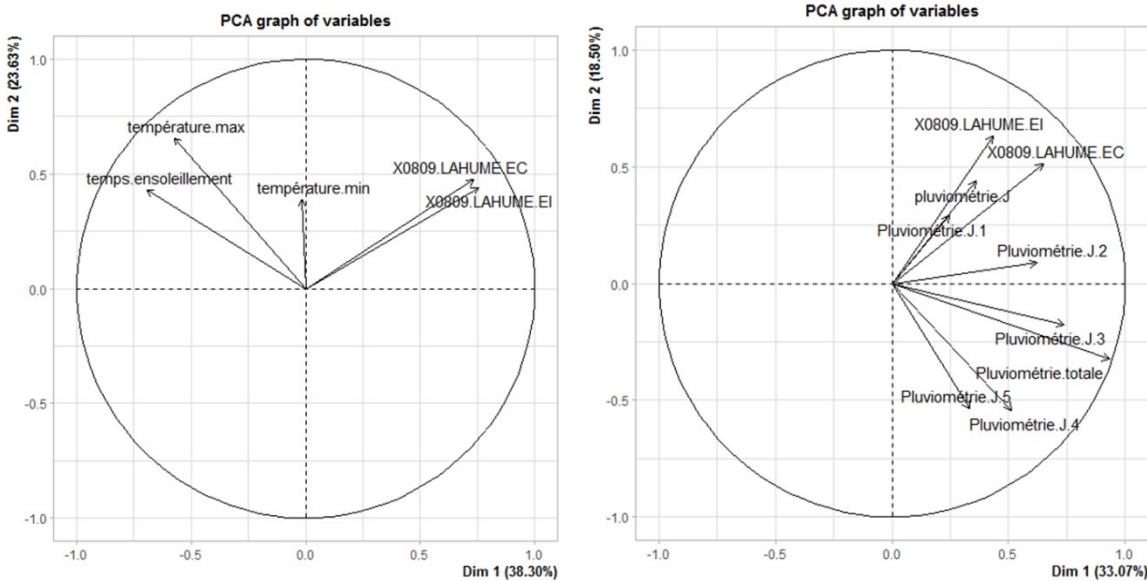 PCA graph of variables
Dim 2 (23.63%)
1.0
0.5
0.0
-0.5
-1.0
température.max
temps.ensoleillement
température.min
X0809.LAHUME.EC
X0809.LAHUME.EI
-1.0 -0.5 0.0 0.5 1.0
Dim 1 (38.30%)
PCA graph of variables
Dim 2 (18.50%)
1.0
0.5
0.0
-0.5
-1.0
X0809.LAHUME.EI
X0809.LAHUME.EC
pluviométrie.J
Pluviométrie.J.1
Pluviométrie.J.2
Pluviométrie.J.3
Pluviométrie.totale
Pluviométrie.J.5
Pluviométrie.J.4
-1.0 -0.5 0.0 0.5 1.0
Dim 1 (33.07%)